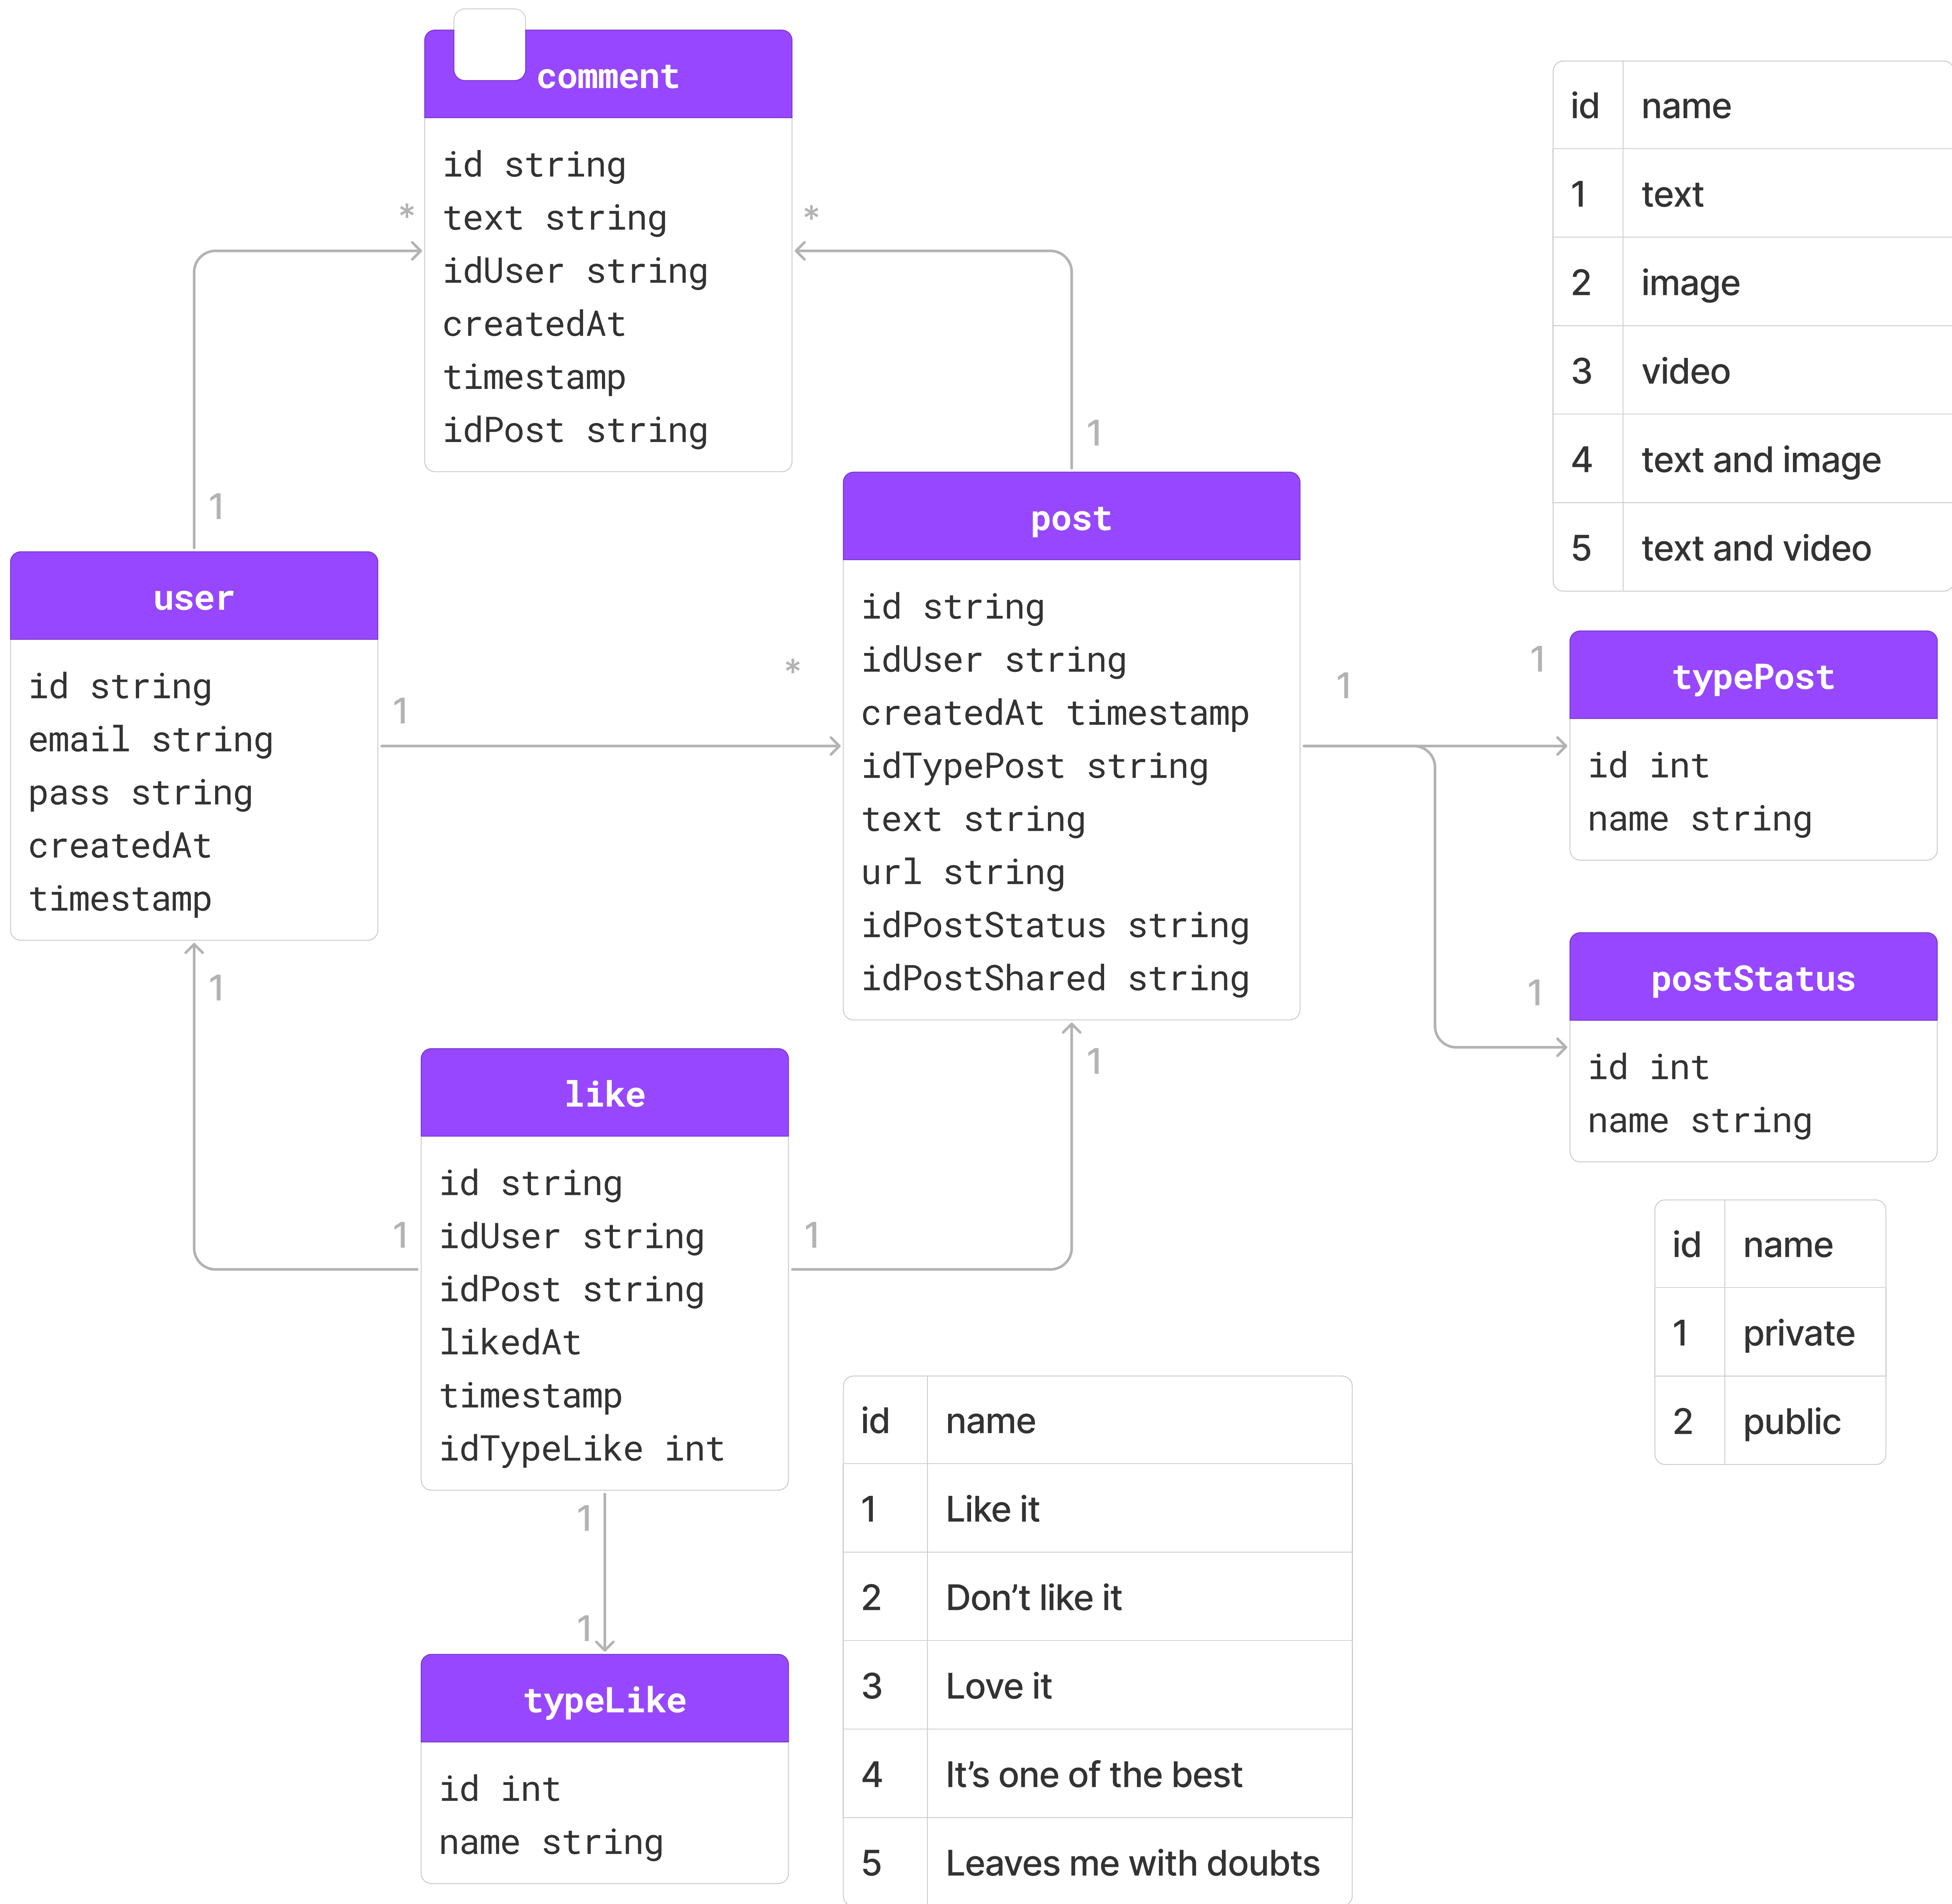 comment
id string
text string
idUser string
createdAt
timestamp
idPost string
*
*
1
1
id name
1 text
2 image
3 video
4 text and image
5 text and video
user
id string
email string
pass string
createdAt
timestamp
1
*
1
post
id string
idUser string
createdAt timestamp
idTypePost string
text string
url string
idPostStatus string
idPostShared string
1
1
1
1
typePost
id int
name string
postStatus
id int
name string
id name
1 private
2 public
like
id string
idUser string
idPost string
likedAt
timestamp
idTypeLike int
1
1
1
1
typeLike
id int
name string
id name
1 Like it
2 Don’t like it
3 Love it
4 It’s one of the best
5 Leaves me with doubts